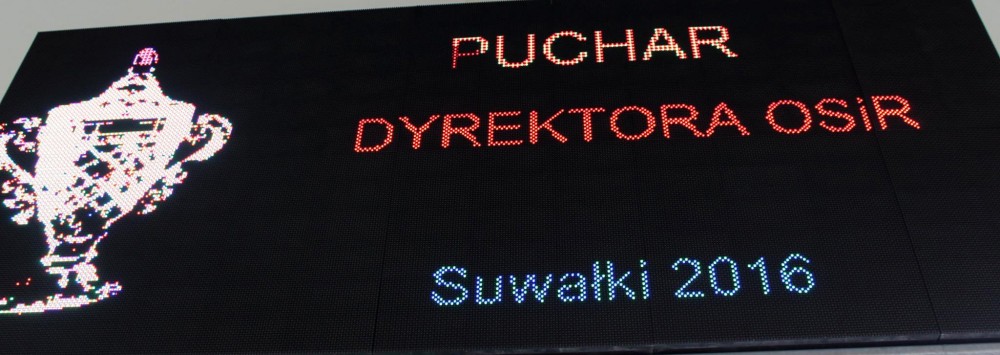 PUCHAR
DYREKTORA OSiR
Suwałki 2016